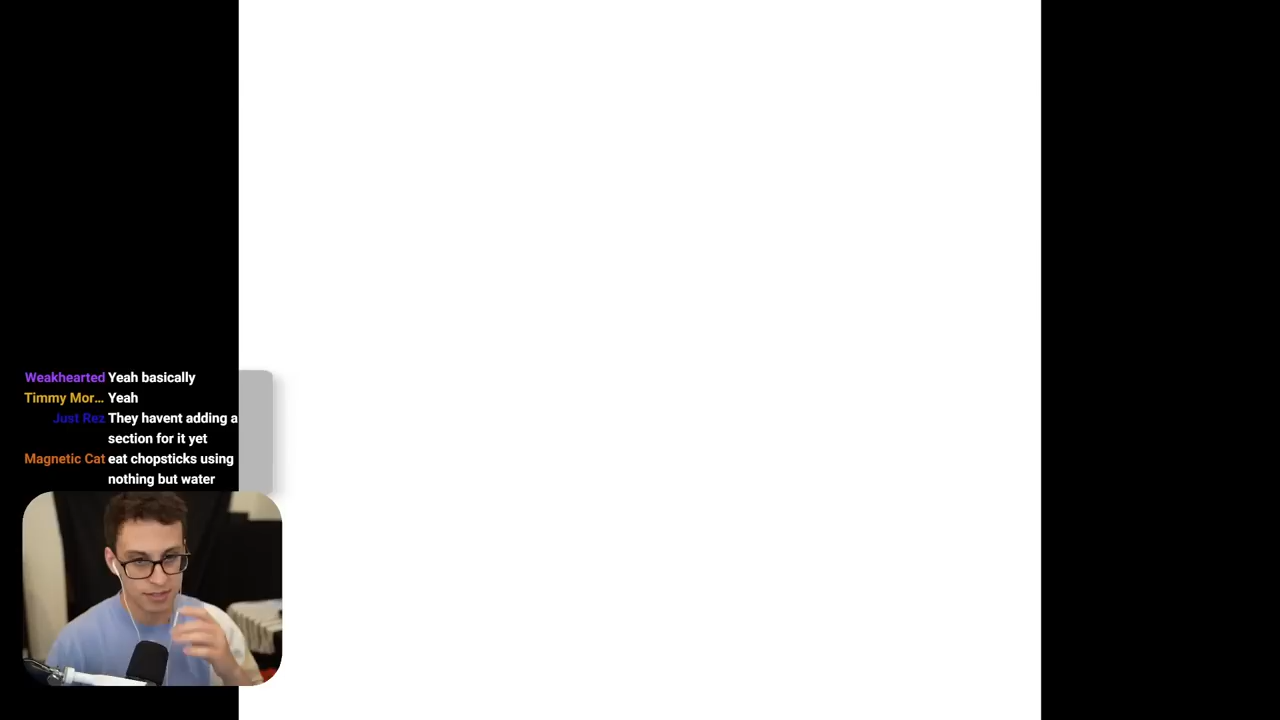 Weakhearted Yeah basically
Timmy Mor... Yeah
Just Rez They havent adding a
section for it yet
Magnetic Cat eat chopsticks using
nothing but water